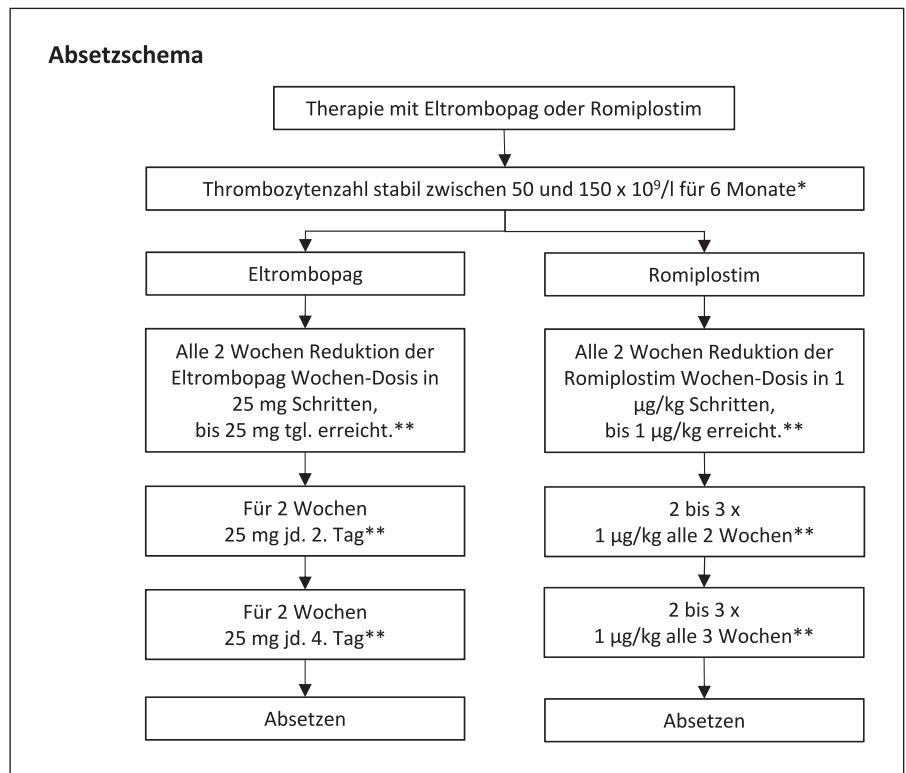 Absetzschema
Therapie mit Eltrombopag oder Romiplostim
Thrombozytenzahl stabil zwischen 50 und 150 x 10⁹/l für 6 Monate*
Eltrombopag
Alle 2 Wochen Reduktion der
Eltrombopag Wochen-Dosis in
25 mg Schritten,
bis 25 mg tgl. erreicht.**
Für 2 Wochen
25 mg jd. 2. Tag**
Für 2 Wochen
25 mg jd. 4. Tag**
Absetzen
Romiplostim
Alle 2 Wochen Reduktion der
Romiplostim Wochen-Dosis in 1
µg/kg Schritten,
bis 1 µg/kg erreicht.**
2 bis 3 x
1 µg/kg alle 2 Wochen**
2 bis 3 x
1 µg/kg alle 3 Wochen**
Absetzen